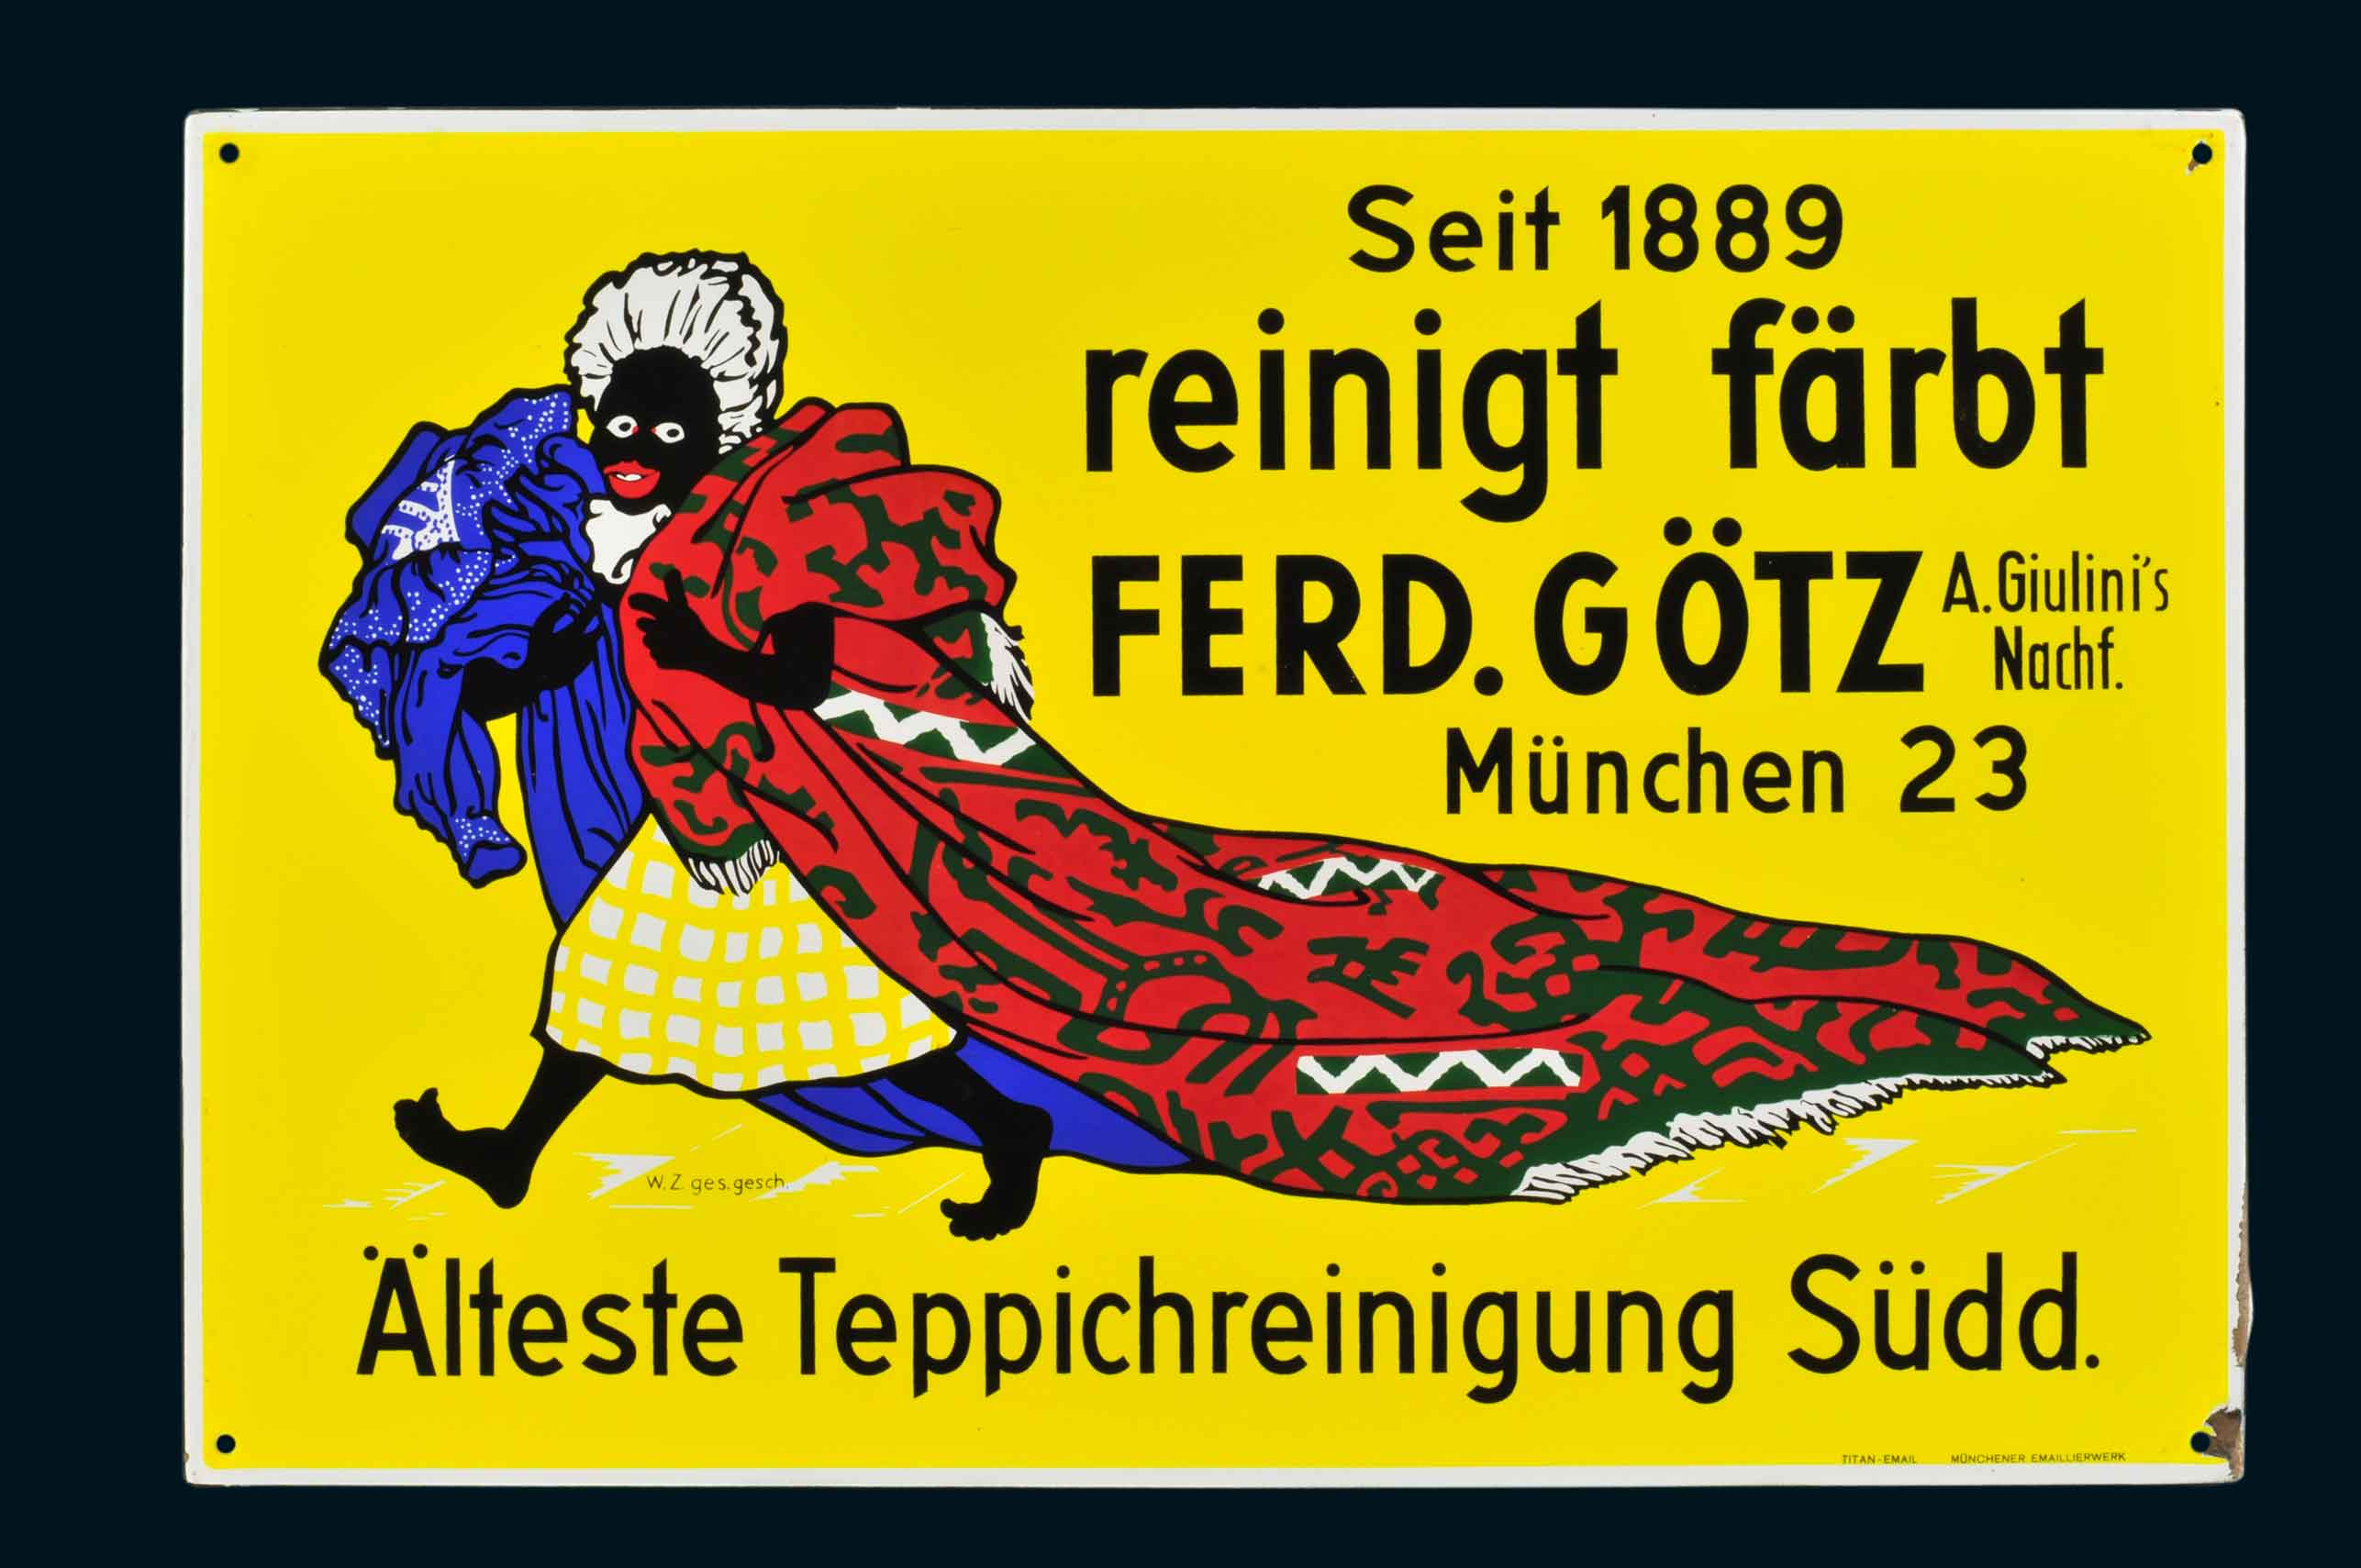 Seit 1889
reinigt färbt
FERD. GÖTZ A. Giulini's
Nachf.
München 23
W. Z. ges. gesch.
Älteste Teppichreinigung Südd.
TITAN-EMAIL MÜNCHENER EMAILLIERWERK